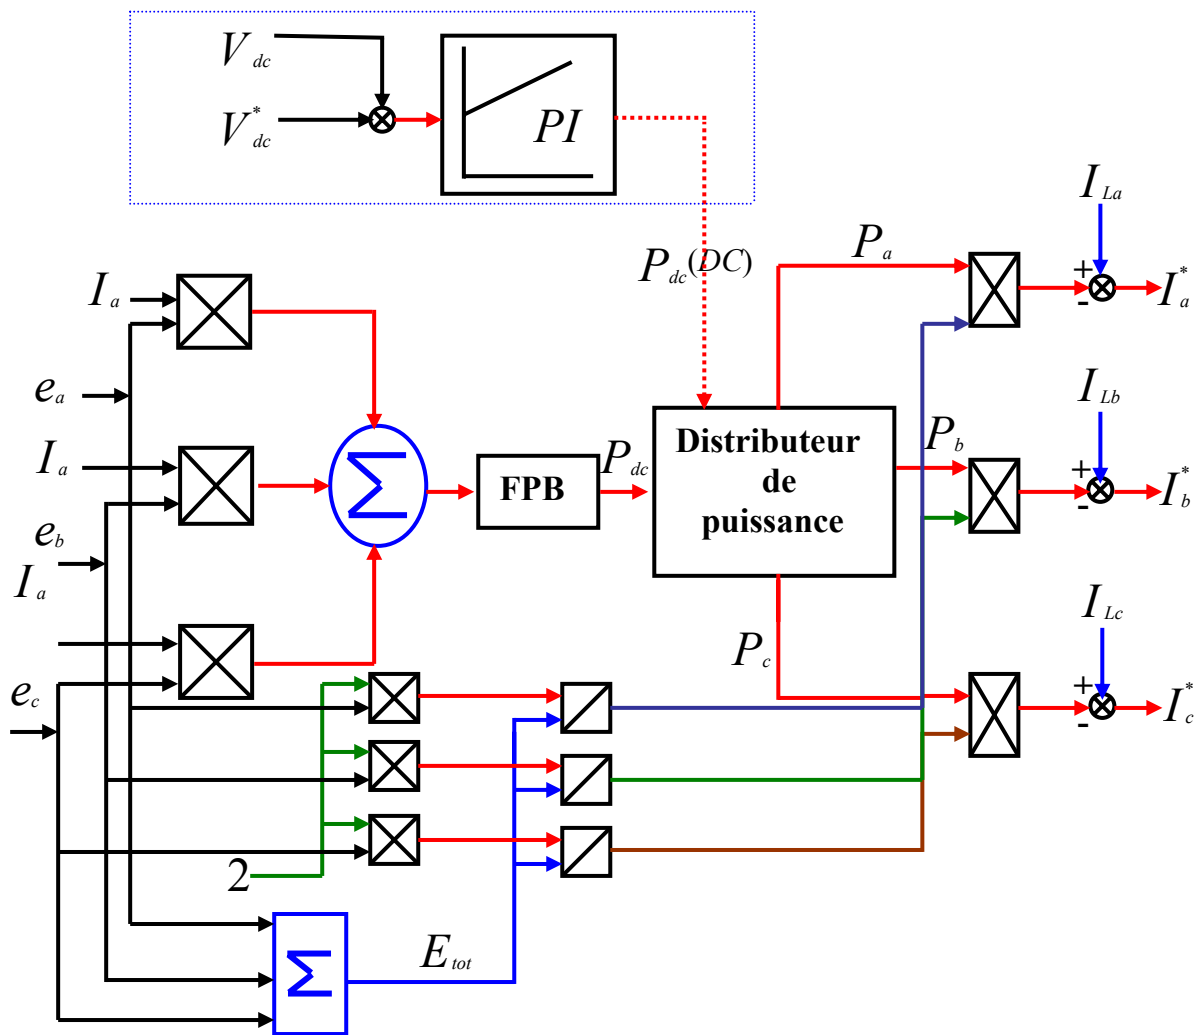 V_dc
V*_dc
PI
P_dc(DC)
I_La
P_a
+
-
I*_a
I_a
e_a
I_a
e_b
I_a
e_c
Σ
FPB
P_dc
Distributeur
de
puissance
P_b
I_Lb
+
-
I*_b
P_c
I_Lc
+
-
I*_c
2
Σ
E_tot